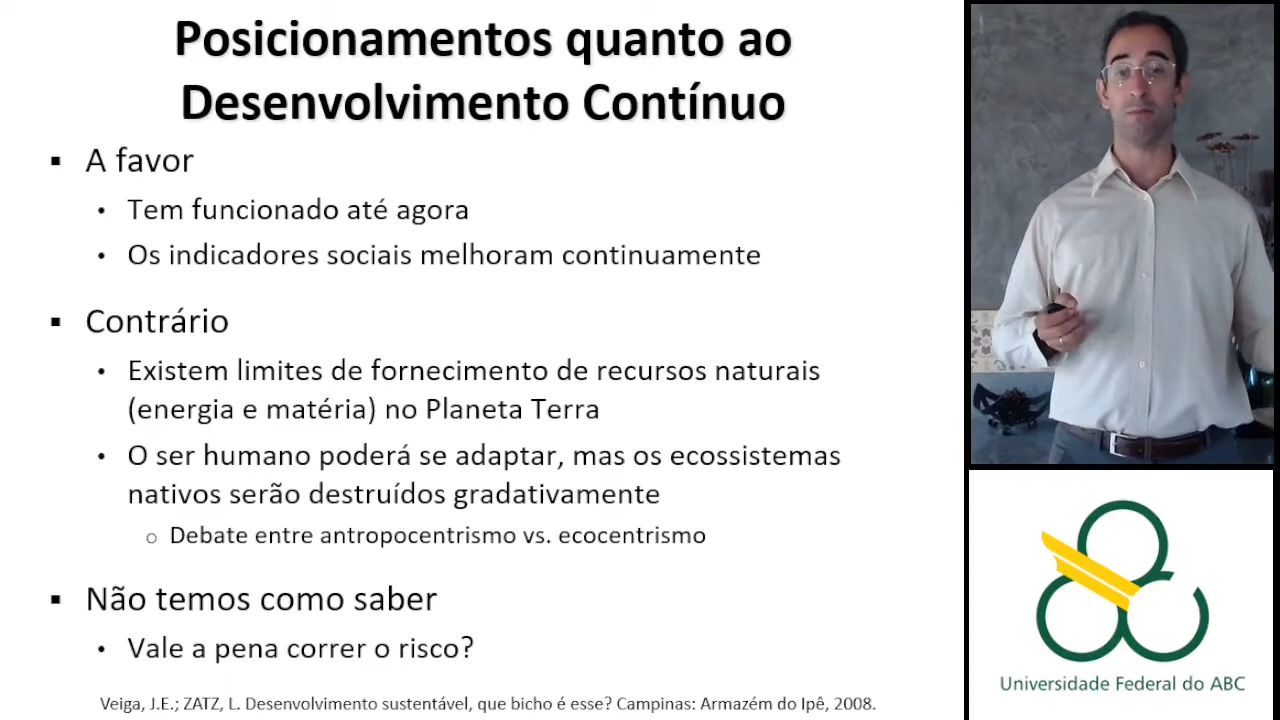 Posicionamentos quanto ao
Desenvolvimento Contínuo
▪ A favor
• Tem funcionado até agora
• Os indicadores sociais melhoram continuamente
▪ Contrário
• Existem limites de fornecimento de recursos naturais
(energia e matéria) no Planeta Terra
• O ser humano poderá se adaptar, mas os ecossistemas
nativos serão destruídos gradativamente
○ Debate entre antropocentrismo vs. ecocentrismo
▪ Não temos como saber
• Vale a pena correr o risco?
Veiga, J.E.; ZATZ, L. Desenvolvimento sustentável, que bicho é esse? Campinas: Armazém do Ipê, 2008.
Universidade Federal do ABC